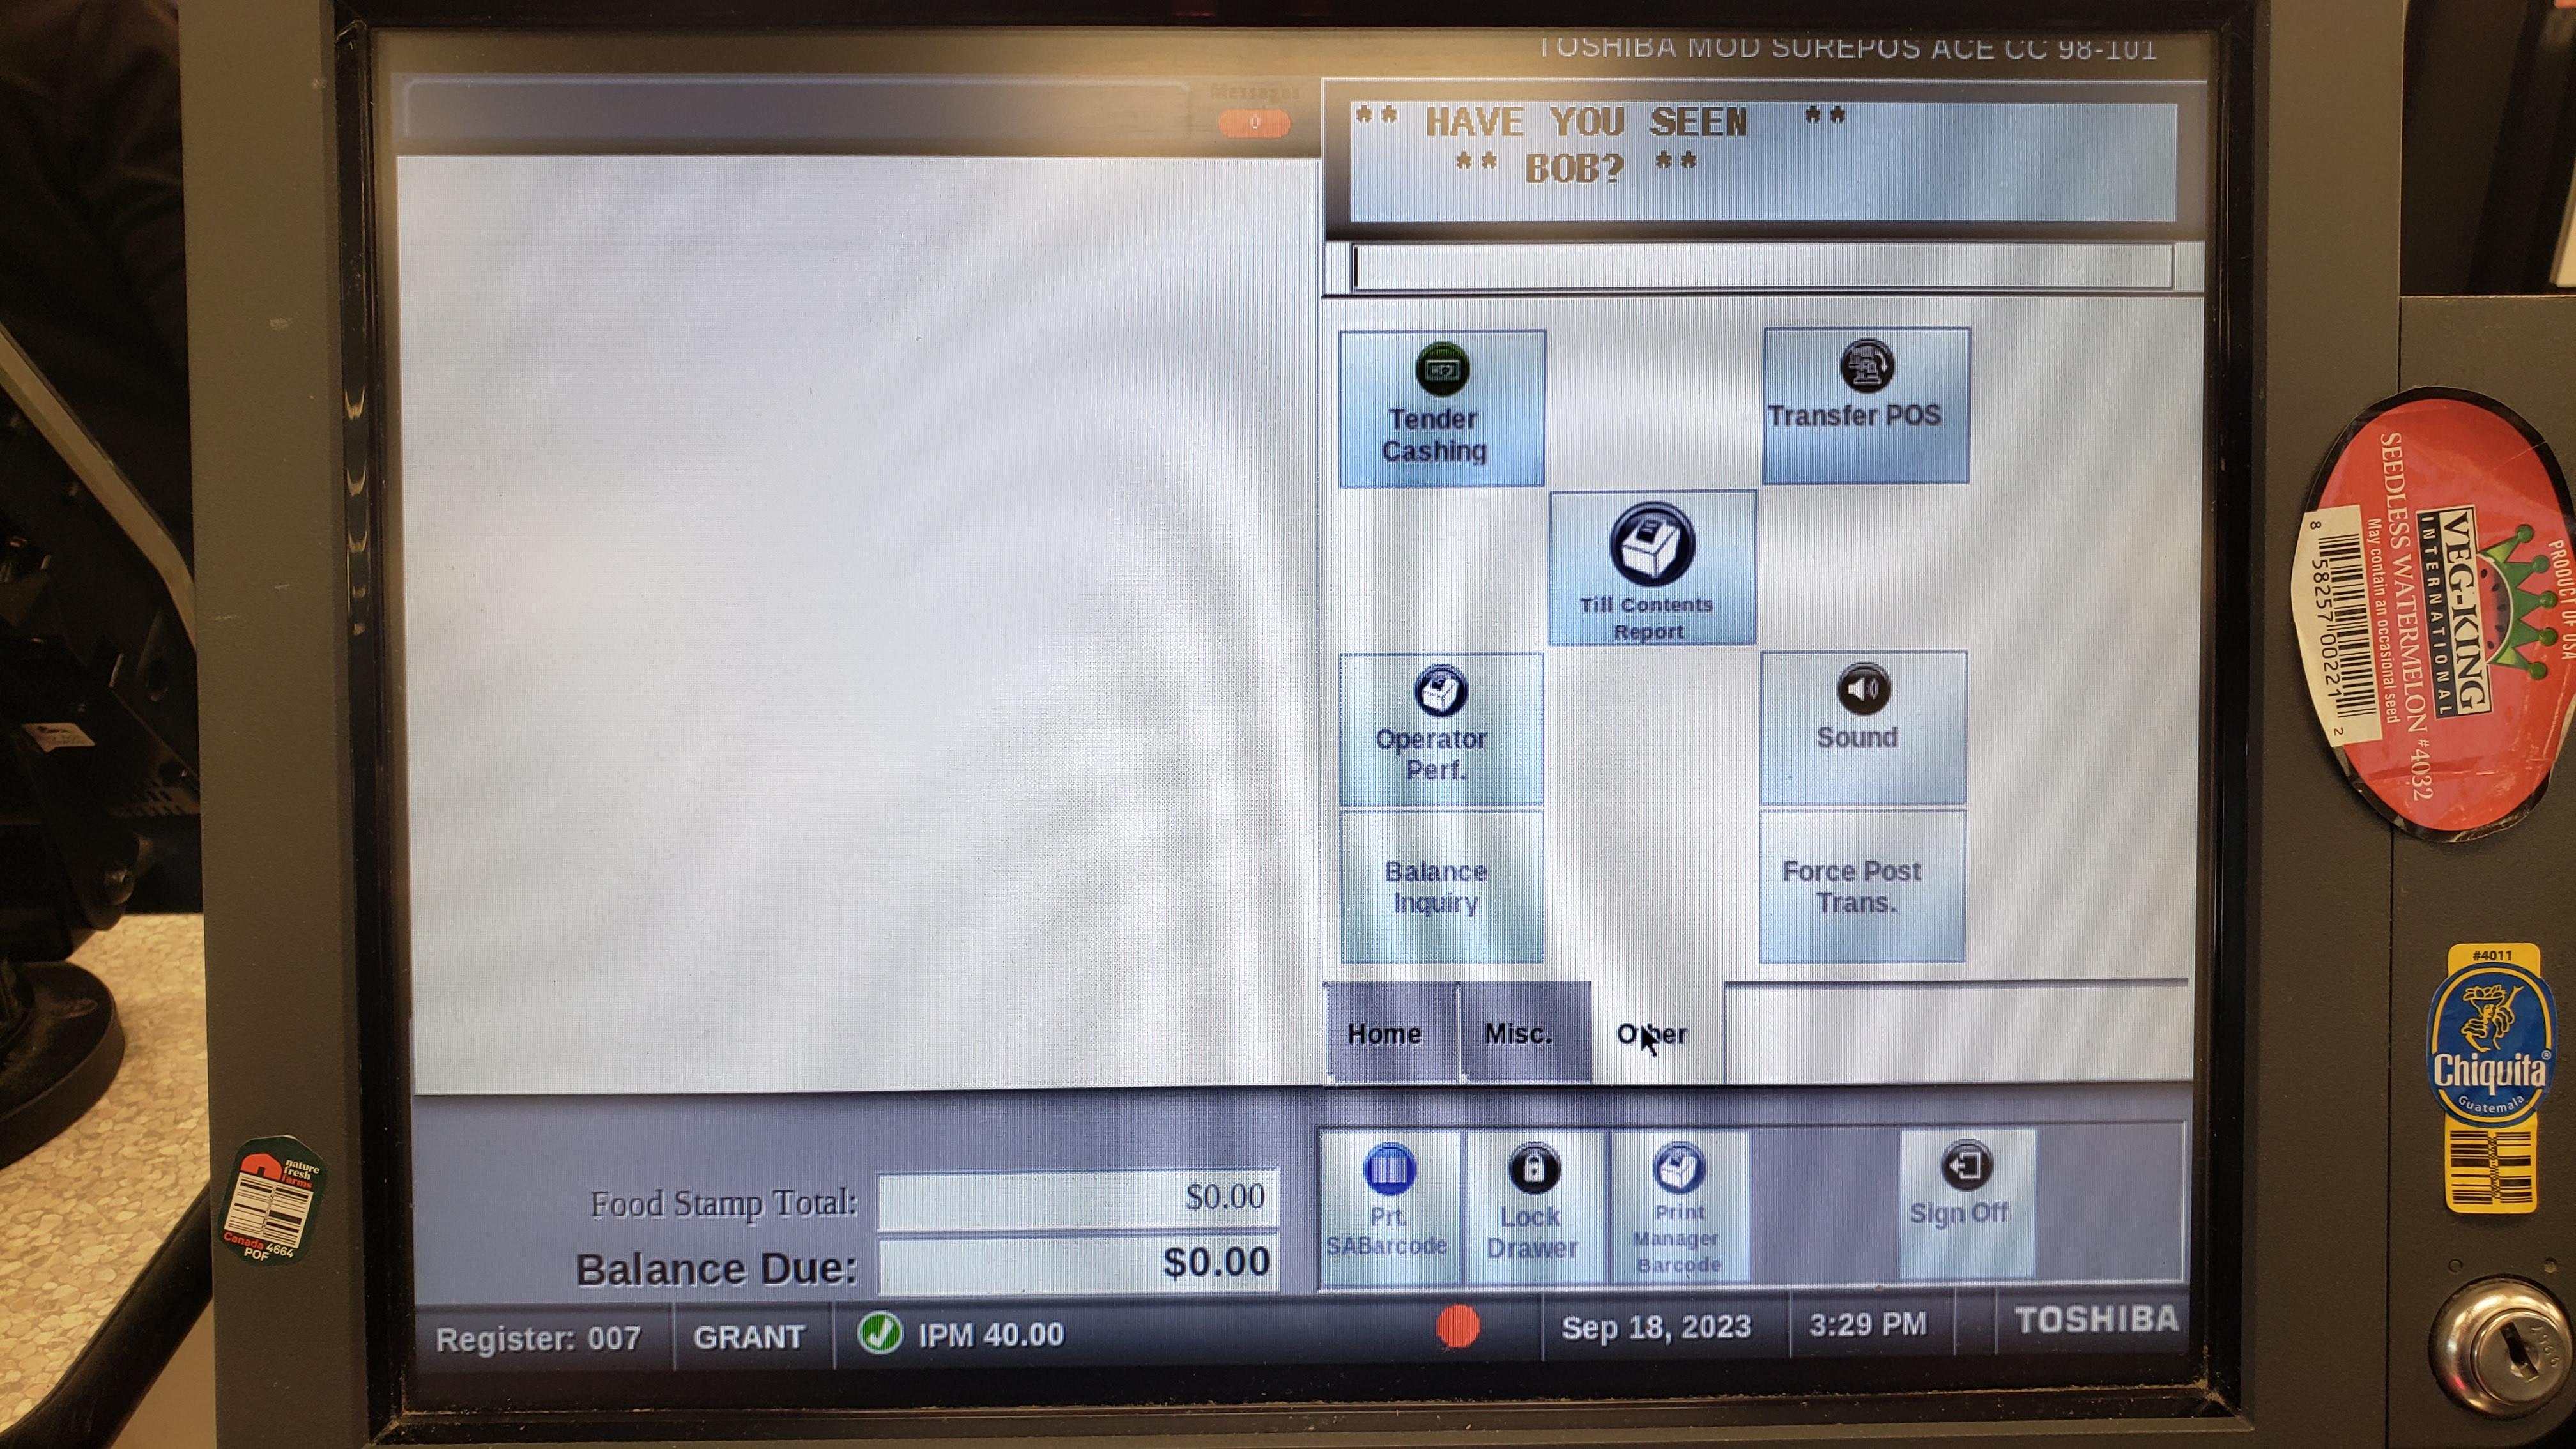 TOSHIBA MOD SUREPOS ACE CC 98-101
Messages
0
** HAVE YOU SEEN **
** BOB? **
Tender
Cashing
Transfer POS
Till Contents
Report
Operator
Perf.
Sound
Balance
Inquiry
Force Post
Trans.
Home
Misc.
Other
Food Stamp Total:
$0.00
Balance Due:
$0.00
Prt.
SABarcode
Lock
Drawer
Print
Manager
Barcode
Sign Off
Register: 007
GRANT
IPM 40.00
Sep 18, 2023
3:29 PM
TOSHIBA
PRODUCT OF USA
VEG-KING
INTERNATIONAL
SEEDLESS WATERMELON #4032
May contain an occasional seed
8 58257 00221 2
#4011
Chiquita®
Guatemala
nature
fresh
farms
Canada 4664
POF